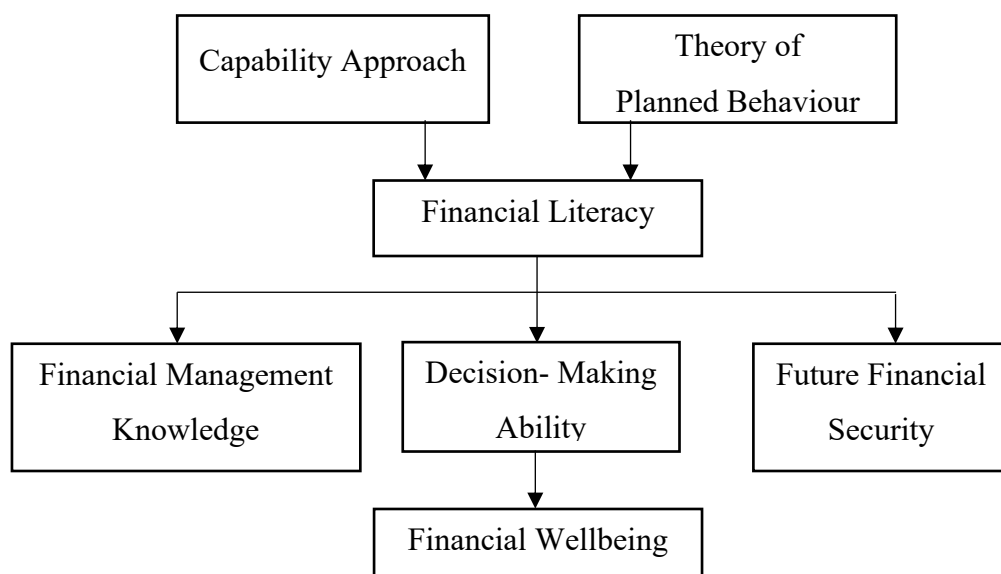 Capability Approach
Theory of
Planned Behaviour
Financial Literacy
Financial Management
Knowledge
Decision- Making
Ability
Future Financial
Security
Financial Wellbeing